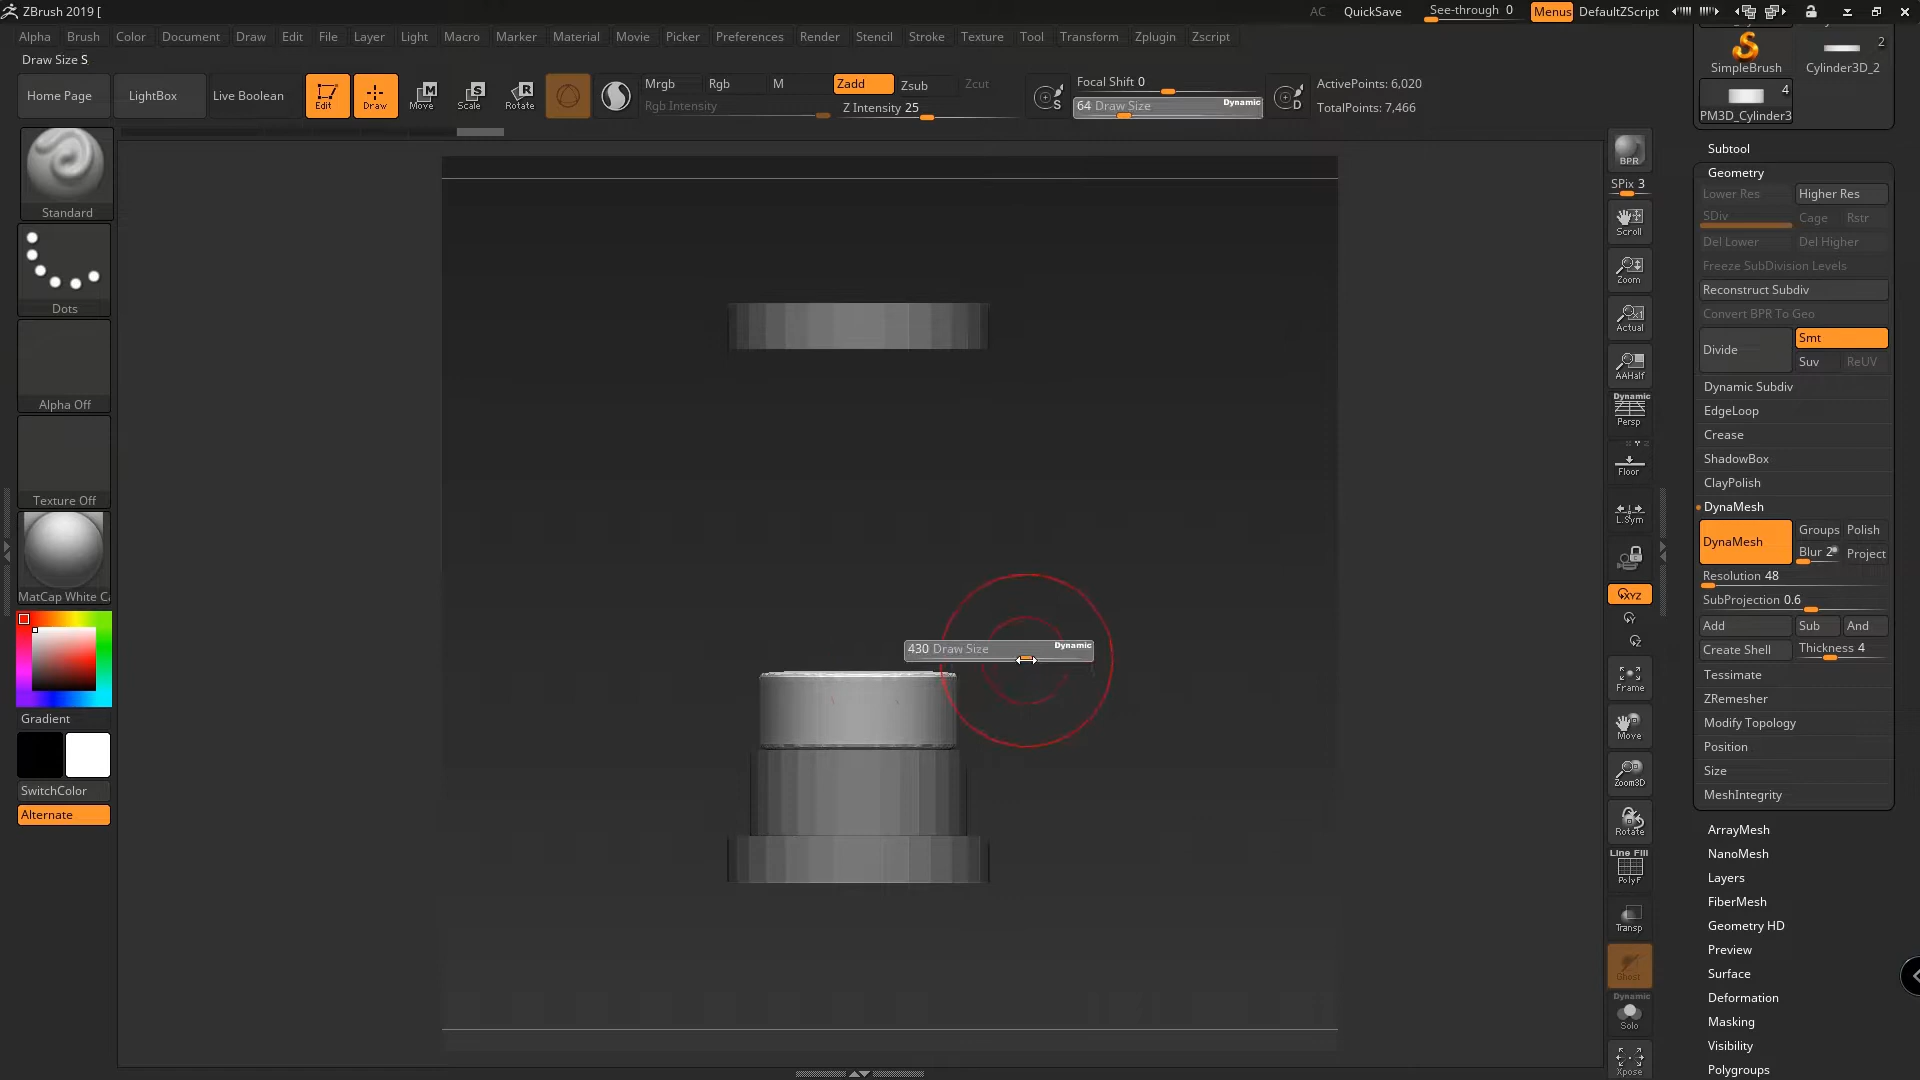 ZBrush 2019 [
AC QuickSave See-through 0 Menus DefaultZScript
Alpha Brush Color Document Draw Edit File Layer Light Macro Marker Material Movie Picker Preferences Render Stencil Stroke Texture Tool Transform Zplugin Zscript
Draw Size S
Home Page LightBox Live Boolean Edit Draw Move Scale Rotate
Mrgb Rgb M Zadd Zsub Zcut
Rgb Intensity Z Intensity 25
Focal Shift 0
64 Draw Size Dynamic
ActivePoints: 6,020
TotalPoints: 7,466
Standard
Dots
Alpha Off
Texture Off
MatCap White C
Gradient
SwitchColor
Alternate
430 Draw Size Dynamic
BPR
SPix 3
Scroll
Zoom
Actual
AAHalf
Dynamic
Persp
Floor
L.Sym
XYZ
Frame
Move
Zoom3D
Rotate
Line Fill
PolyF
Transp
Ghost
Dynamic
Solo
Xpose
SimpleBrush Cylinder3D_2
2
4
PM3D_Cylinder3
Subtool
Geometry
Lower Res Higher Res
SDiv Cage Rstr
Del Lower Del Higher
Freeze SubDivision Levels
Reconstruct Subdiv
Convert BPR To Geo
Divide Smt
Suv ReUV
Dynamic Subdiv
EdgeLoop
Crease
ShadowBox
ClayPolish
DynaMesh
DynaMesh Groups Polish
Blur 2 Project
Resolution 48
SubProjection 0.6
Add Sub And
Create Shell Thickness 4
Tessimate
ZRemesher
Modify Topology
Position
Size
MeshIntegrity
ArrayMesh
NanoMesh
Layers
FiberMesh
Geometry HD
Preview
Surface
Deformation
Masking
Visibility
Polygroups